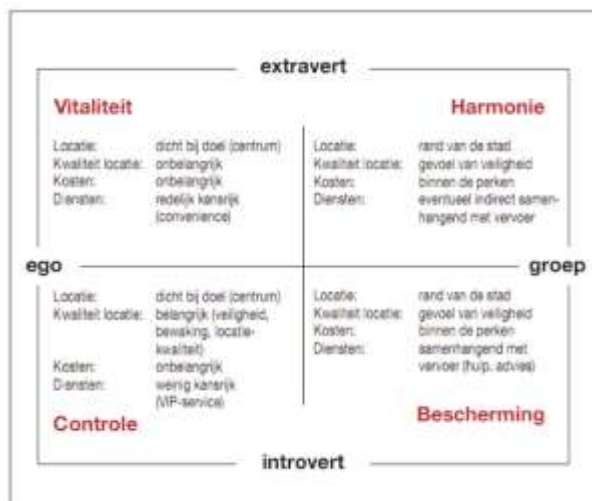 extravert
Vitaliteit
Locatie: dicht bij doel (centrum)
Kwaliteit locatie: onbelangrijk
Kosten: onbelangrijk
Diensten: redelijk kansrijk
(convenience)
Harmonie
Locatie: rand van de stad
Kwaliteit locatie: gevoel van veiligheid
Kosten: binnen de perken
Diensten: eventueel indirect samen-
hangend met vervoer
ego
groep
Locatie: dicht bij doel (centrum)
Kwaliteit locatie: belangrijk (veiligheid,
bewaking, locatie-
kwaliteit)
Kosten: onbelangrijk
Diensten: weinig kansrijk
(VIP-service)
Controle
Locatie: rand van de stad
Kwaliteit locatie: gevoel van veiligheid
Kosten: binnen de perken
Diensten: samenhangend met
vervoer (hulp, advies)
Bescherming
introvert